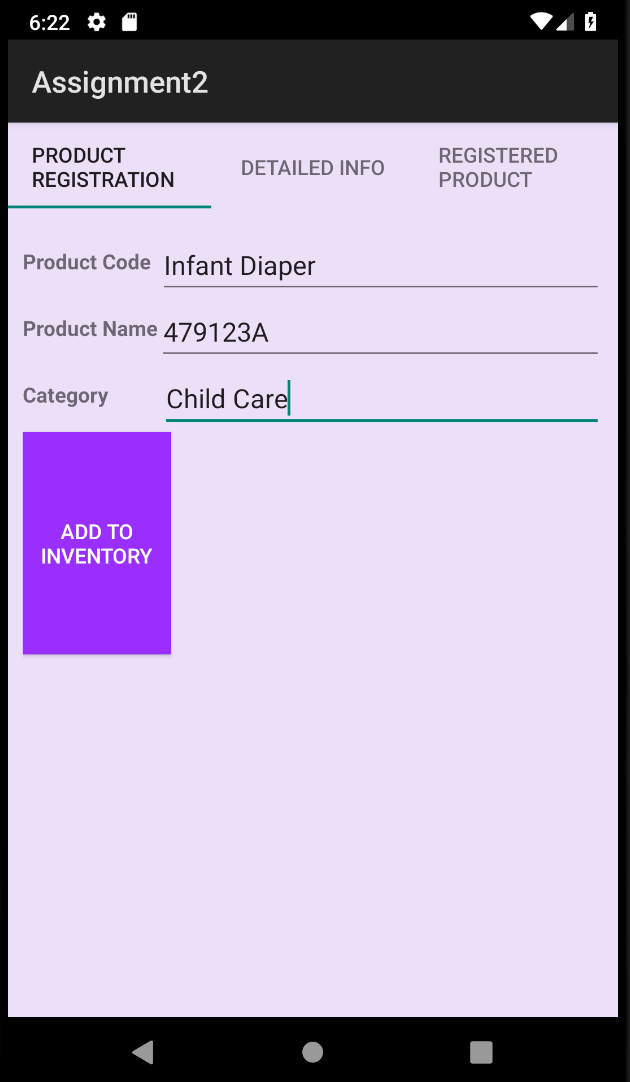 6:22
Assignment2
PRODUCT
REGISTRATION
DETAILED INFO
REGISTERED
PRODUCT
Product Code Infant Diaper
Product Name 479123A
Category Child Care
ADD TO
INVENTORY